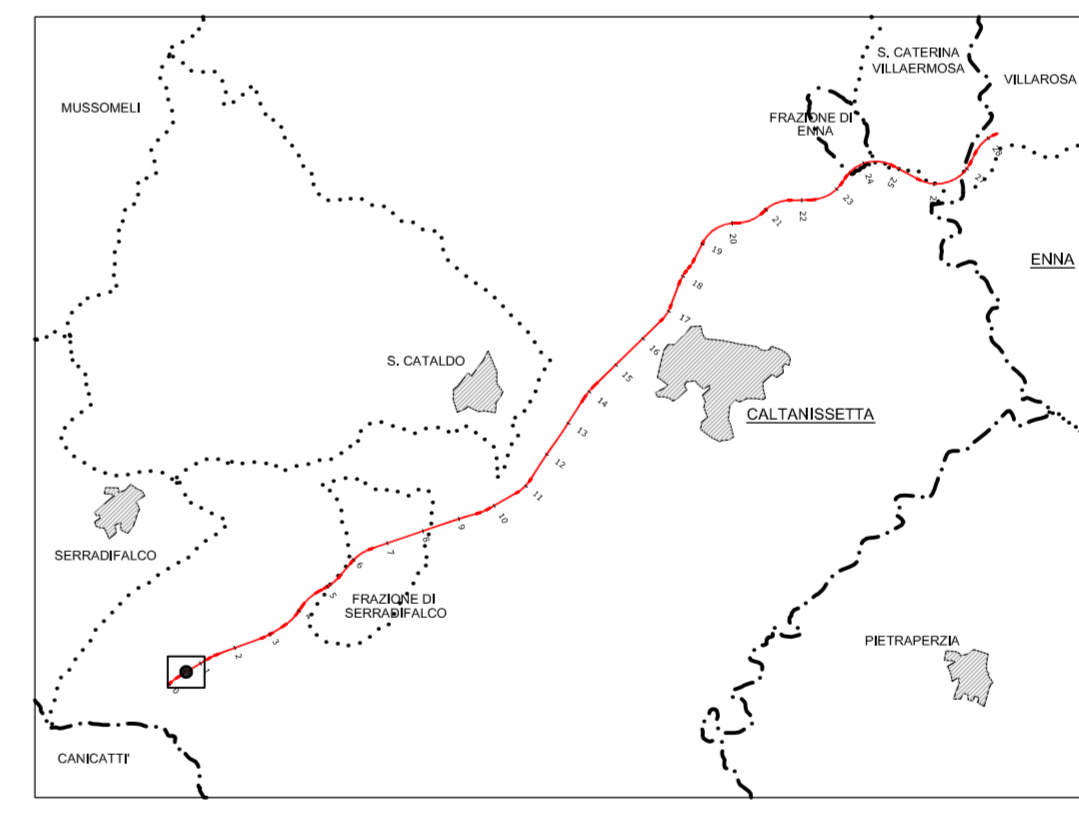 S. CATERINA
VILLAERMOSA
VILLAROSA
MUSSOMELI
FRAZIONE DI
ENNA
ENNA
S. CATALDO
CALTANISSETTA
SERRADIFALCO
FRAZIONE DI
SERRADIFALCO
PIETRAPERZIA
CANICATTI'
0
1
2
3
4
5
6
7
8
9
10
11
12
13
14
15
16
17
18
19
20
21
22
23
24
25
27
28